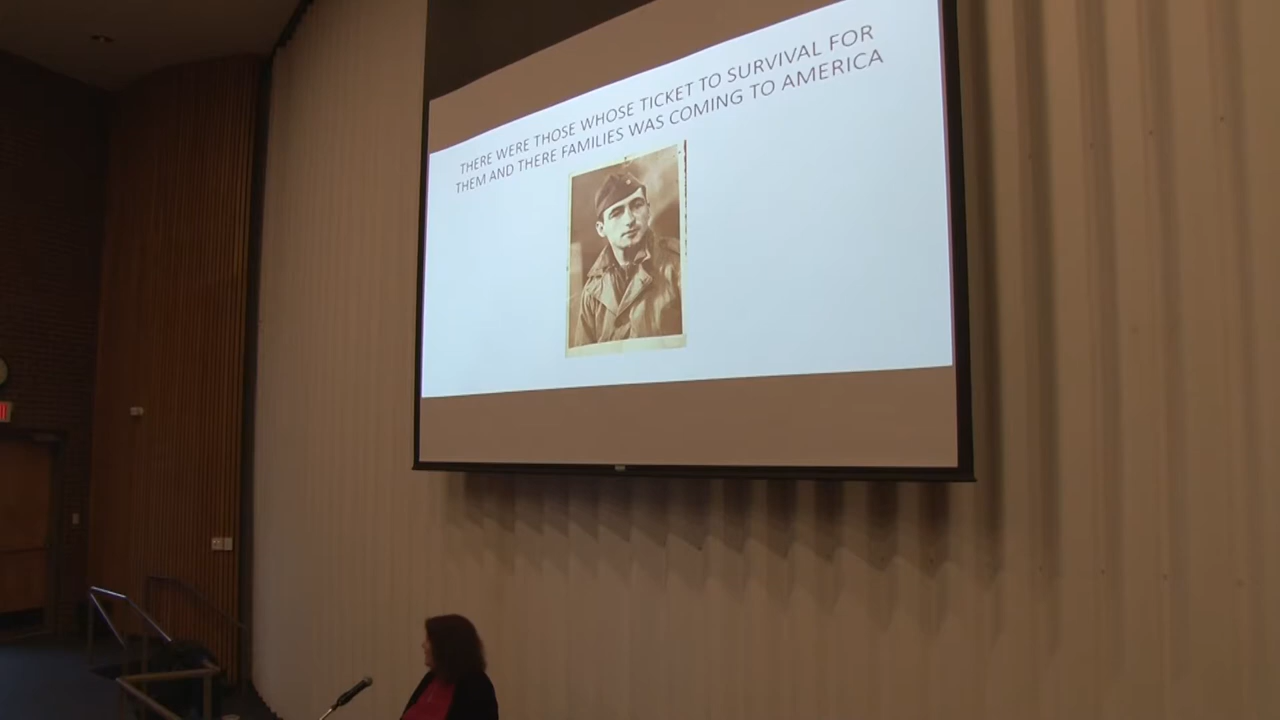 THERE WERE THOSE WHOSE TICKET TO SURVIVAL FOR
THEM AND THERE FAMILIES WAS COMING TO AMERICA